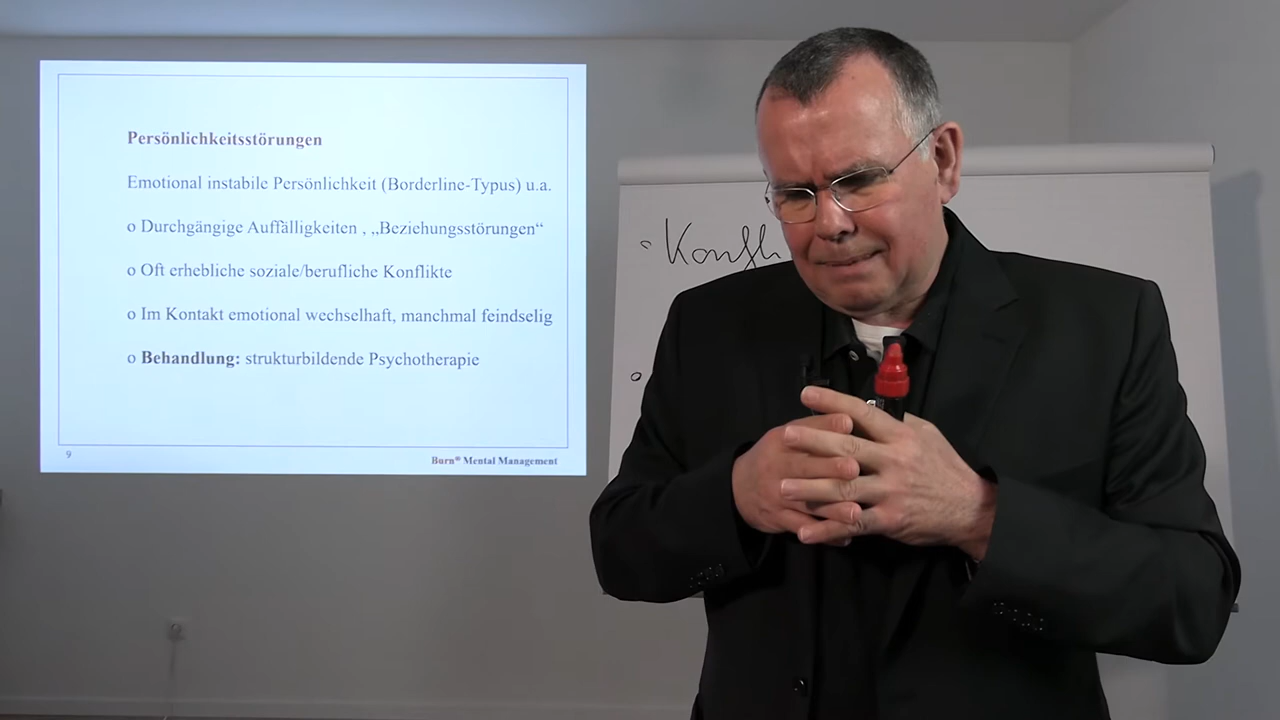 Persönlichkeitsstörungen
Emotional instabile Persönlichkeit (Borderline-Typus) u.a.
o Durchgängige Auffälligkeiten , „Beziehungsstörungen“
o Oft erhebliche soziale/berufliche Konflikte
o Im Kontakt emotional wechselhaft, manchmal feindselig
o Behandlung: strukturbildende Psychotherapie
9
Burn® Mental Management